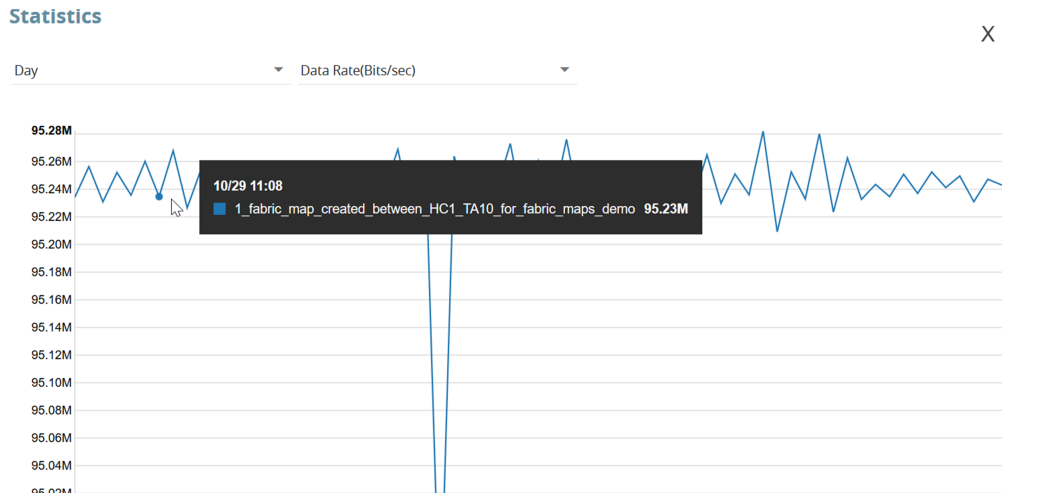 Statistics
X
Day
Data Rate(Bits/sec)
95.28M
95.26M
10/29 11:08
95.24M
1_fabric_map_created_between_HC1_TA10_for_fabric_maps_demo 95.23M
95.22M
95.20M
95.18M
95.16M
95.14M
95.12M
95.10M
95.08M
95.06M
95.04M
95.02M